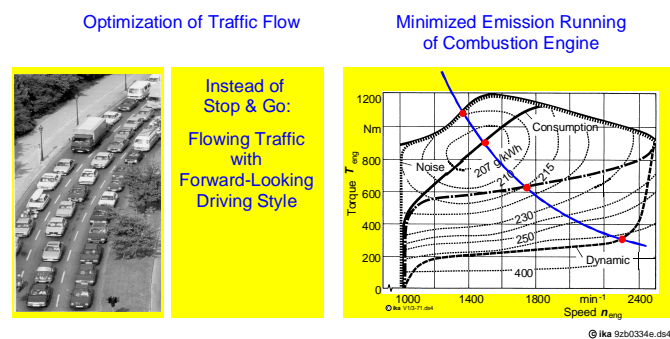 Optimization of Traffic Flow
Minimized Emission Running
of Combustion Engine
Instead of
Stop & Go:
Flowing Traffic
with
Forward-Looking
Driving Style
Torque T eng
1200
Nm
800
600
400
200
0
Consumption
Noise
207 g/kWh
210
215
230
250
400
Dynamic
1000
1400
1800
min-1
2400
Speed n eng
© ika V1/3-71.ds4
© ika 9zb0334e.ds4